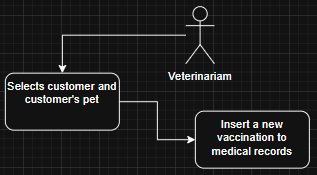 Veterinariam
Selects customer and
customer's pet
Insert a new
vaccination to
medical records